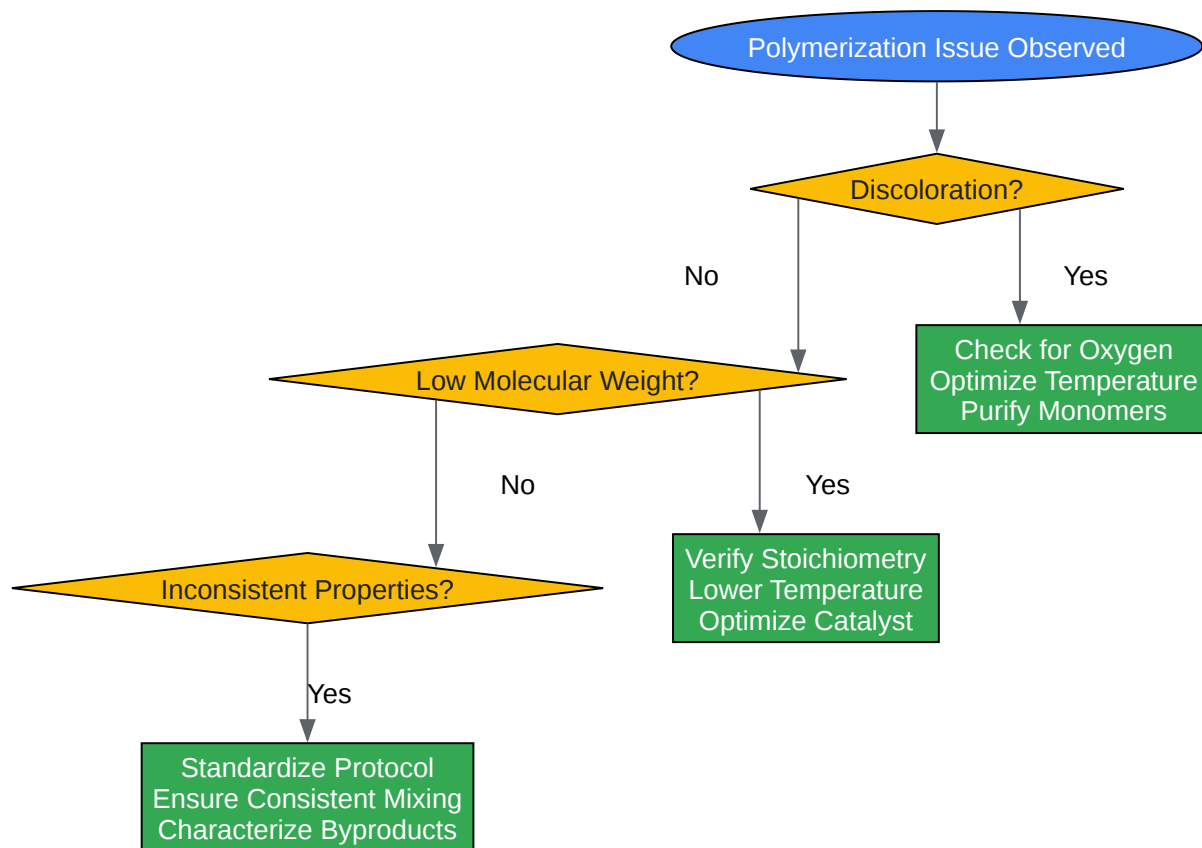 Polymerization Issue Observed
Discoloration?
No
Yes
Check for Oxygen
Optimize Temperature
Purify Monomers
Low Molecular Weight?
No
Yes
Verify Stoichiometry
Lower Temperature
Optimize Catalyst
Inconsistent Properties?
Yes
Standardize Protocol
Ensure Consistent Mixing
Characterize Byproducts